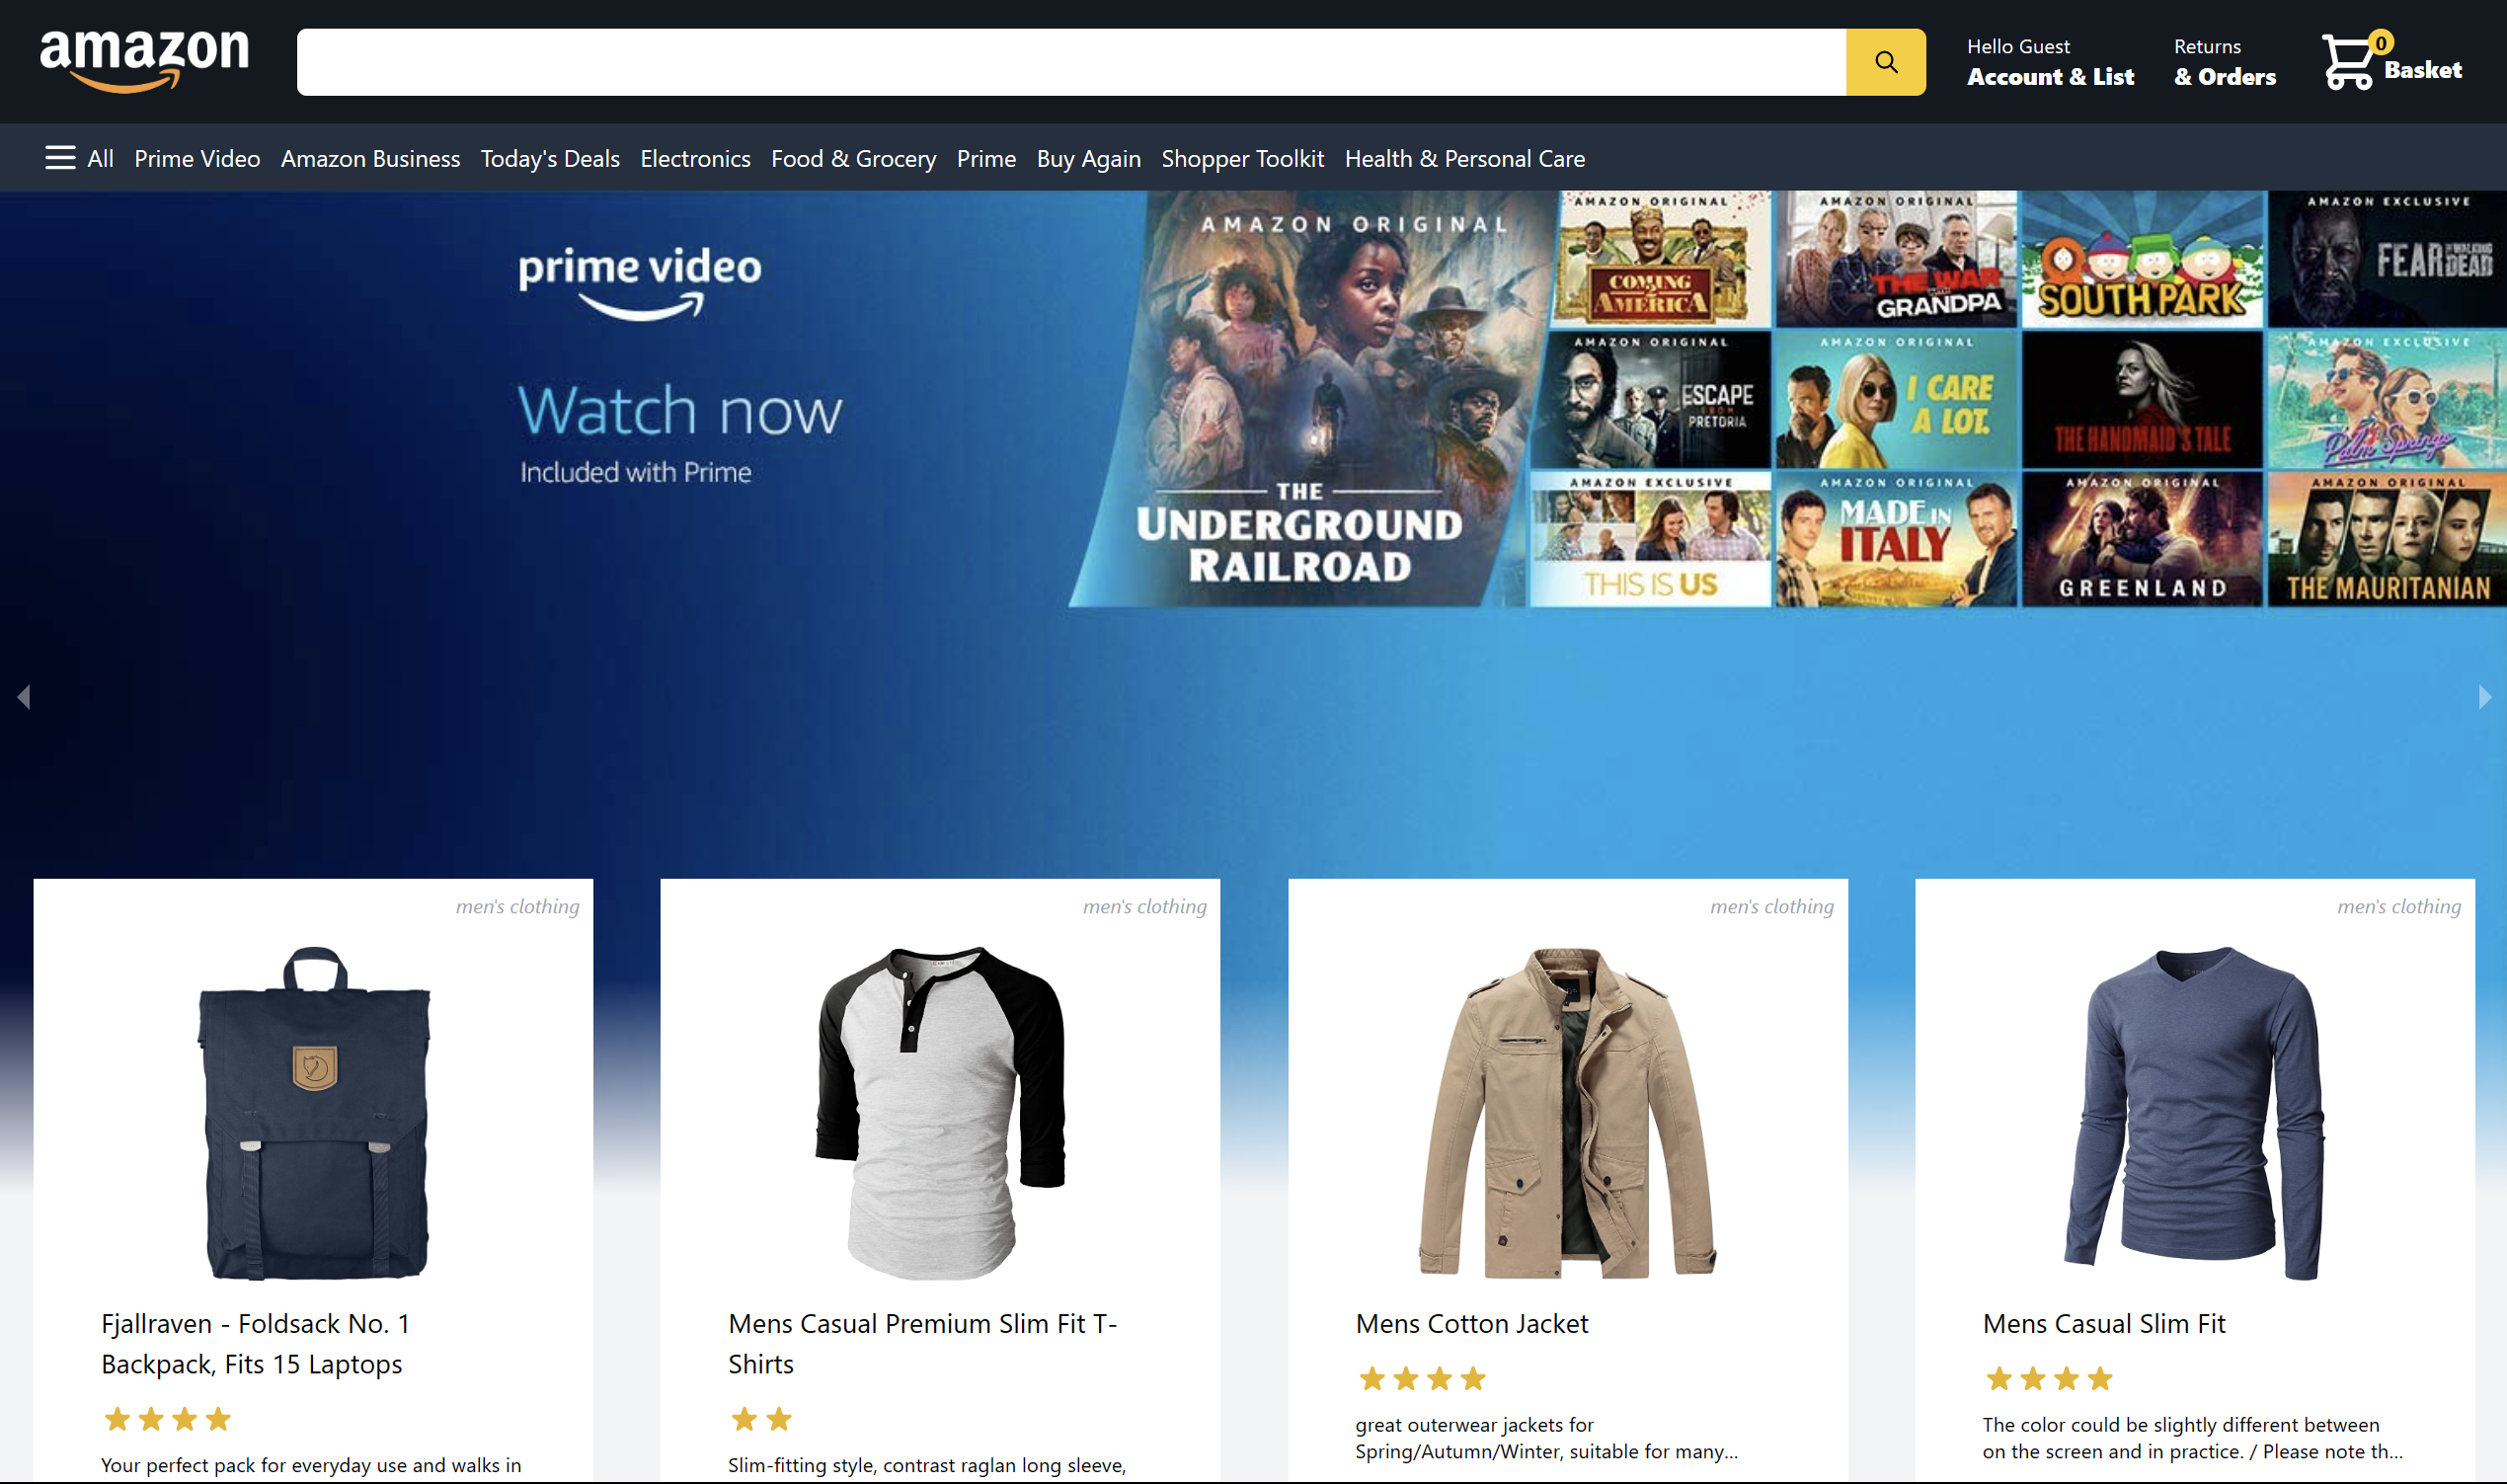 amazon
Hello Guest
Account & List
Returns
& Orders
0
Basket
All Prime Video Amazon Business Today's Deals Electronics Food & Grocery Prime Buy Again Shopper Toolkit Health & Personal Care
prime video
Watch now
Included with Prime
AMAZON ORIGINAL
THE
UNDERGROUND
RAILROAD
AMAZON ORIGINAL
COMING
2
AMERICA
AMAZON ORIGINAL
THE WAR
WITH
GRANDPA
SOUTH PARK
AMAZON EXCLUSIVE
FEAR THE WALKING DEAD
AMAZON ORIGINAL
ESCAPE
FROM
PRETORIA
AMAZON ORIGINAL
I CARE
A LOT.
THE HANDMAID'S TALE
AMAZON EXCLUSIVE
Palm Springs
AMAZON EXCLUSIVE
THIS IS US
AMAZON ORIGINAL
MADE IN
ITALY
AMAZON ORIGINAL
GREENLAND
AMAZON ORIGINAL
THE MAURITANIAN
men's clothing
Fjallraven - Foldsack No. 1
Backpack, Fits 15 Laptops
Your perfect pack for everyday use and walks in
men's clothing
Mens Casual Premium Slim Fit T-
Shirts
Slim-fitting style, contrast raglan long sleeve,
men's clothing
Mens Cotton Jacket
great outerwear jackets for
Spring/Autumn/Winter, suitable for many...
men's clothing
Mens Casual Slim Fit
The color could be slightly different between
on the screen and in practice. / Please note th...